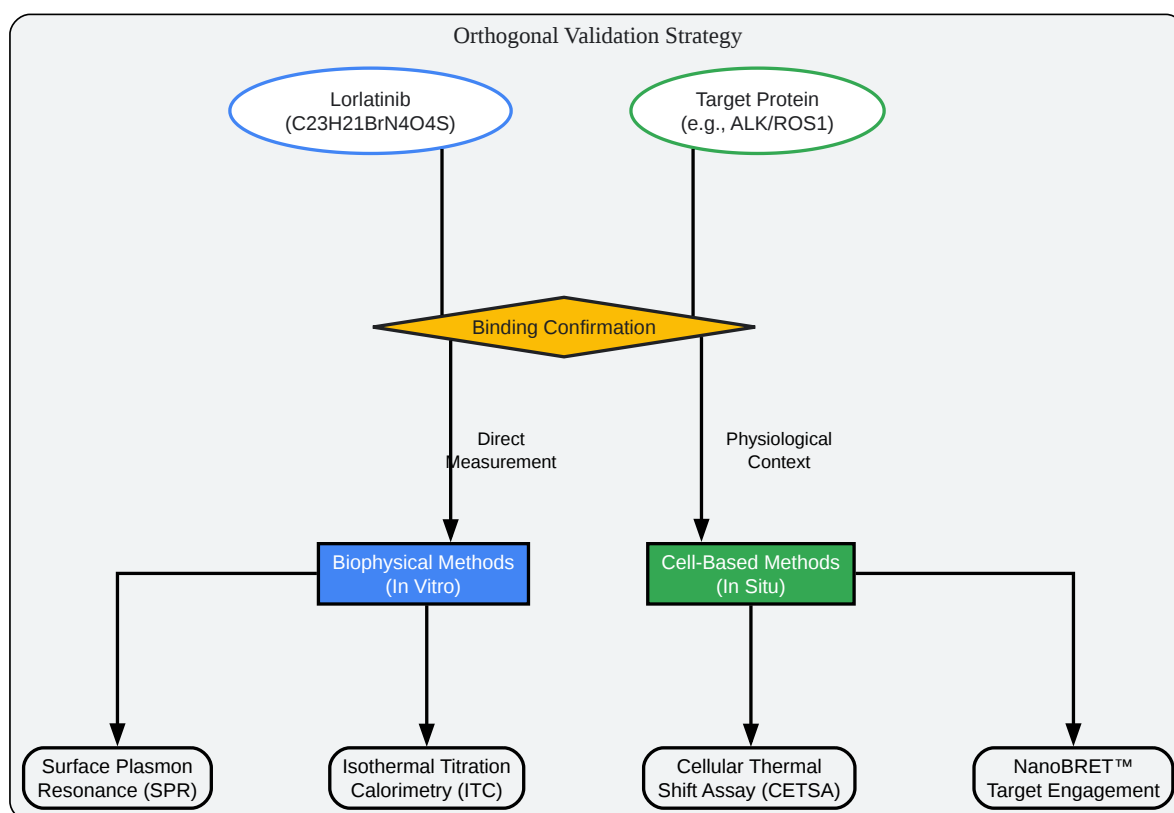 Orthogonal Validation Strategy
Lorlatinib
(C23H21BrN4O4S)
Target Protein
(e.g., ALK/ROS1)
Binding Confirmation
Direct
Measurement
Physiological
Context
Biophysical Methods
(In Vitro)
Cell-Based Methods
(In Situ)
Surface Plasmon
Resonance (SPR)
Isothermal Titration
Calorimetry (ITC)
Cellular Thermal
Shift Assay (CETSA)
NanoBRET™
Target Engagement